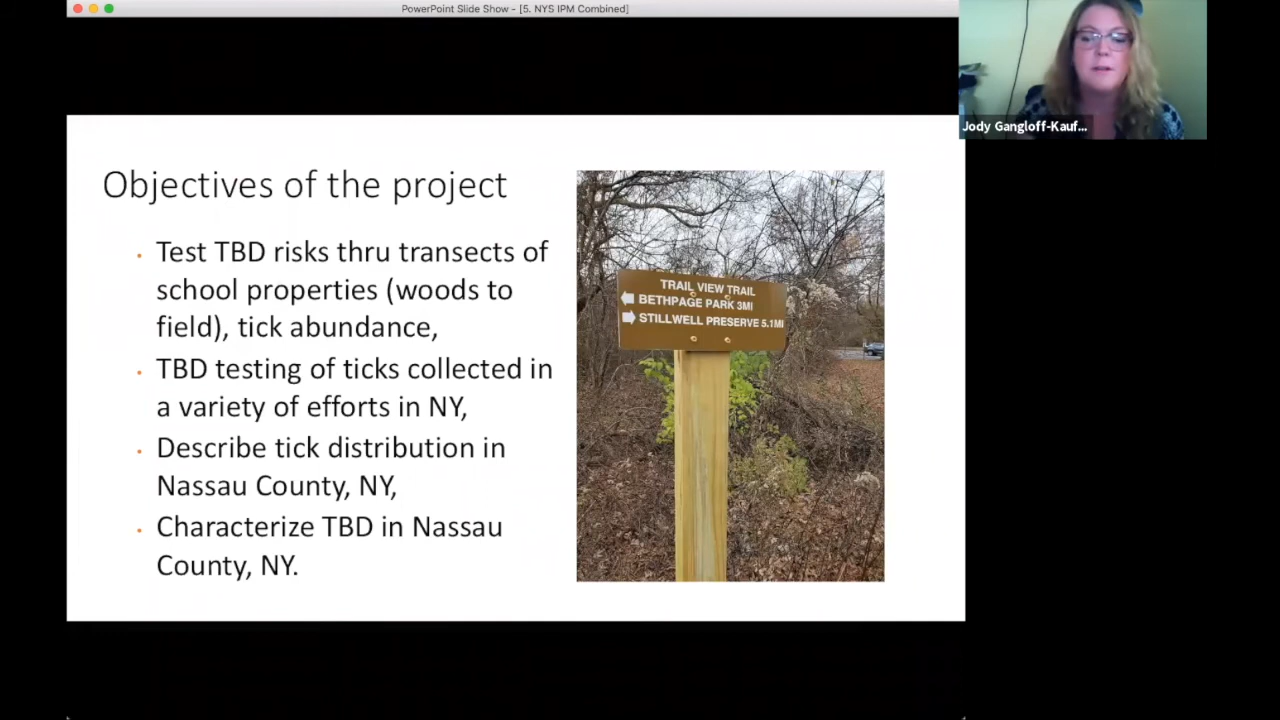 PowerPoint Slide Show - [5. NYS IPM Combined]
Jody Gangloff-Kauf...
Objectives of the project
• Test TBD risks thru transects of
school properties (woods to
field), tick abundance,
• TBD testing of ticks collected in
a variety of efforts in NY,
• Describe tick distribution in
Nassau County, NY,
• Characterize TBD in Nassau
County, NY.
TRAIL VIEW TRAIL
BETHPAGE PARK 3MI
STILLWELL PRESERVE 5.1MI